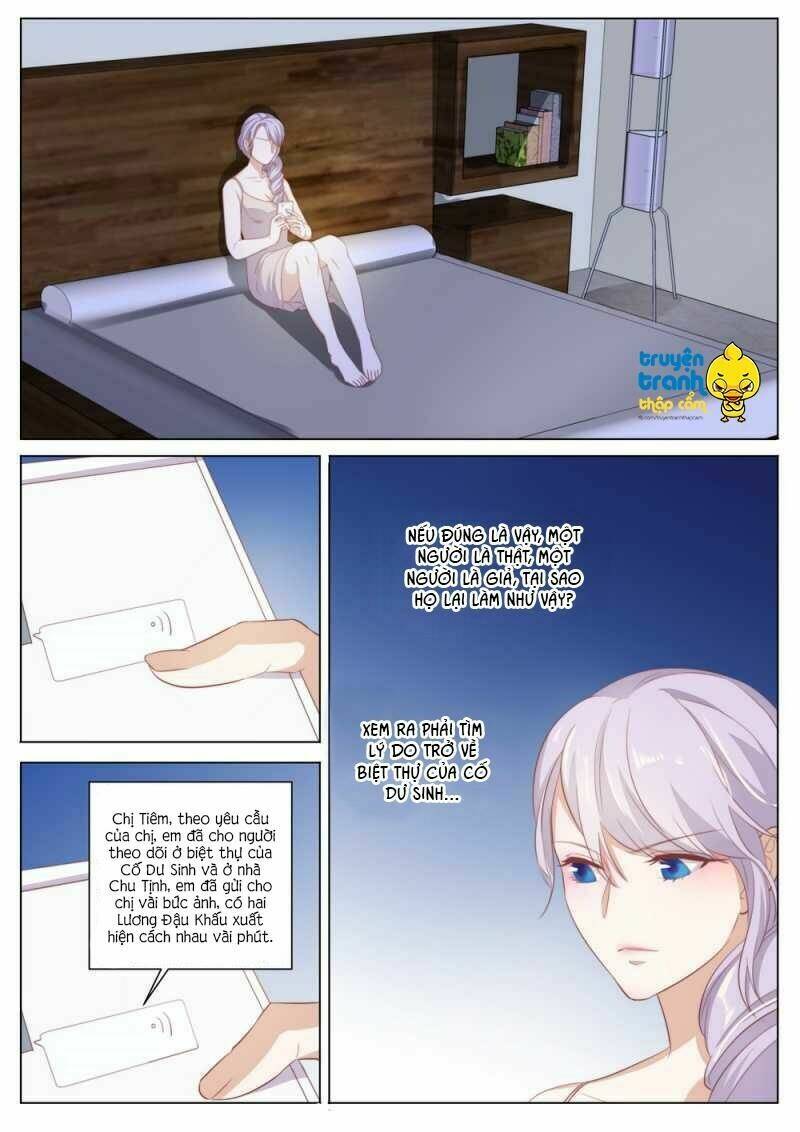 truyện
tranh
thập cẩm
Chị Tiêm, theo yêu cầu
của chị, em đã cho người
theo dõi ở biệt thự của
Cố Dư Sinh và ở nhà
Chu Tịnh, em đã gửi cho
chị vài bức ảnh, có hai
Lương Đậu Khấu xuất
hiện cách nhau vài phút.
NẾU ĐÚNG LÀ VẬY, MỘT
NGƯỜI LÀ THẬT, MỘT
NGƯỜI LÀ GIẢ, TẠI SAO
HỌ LẠI LÀM NHƯ VẬY?
XEM RA PHẢI TÌM
LÝ DO TRỞ VỀ
BIỆT THỰ CỦA CỐ
DƯ SINH...